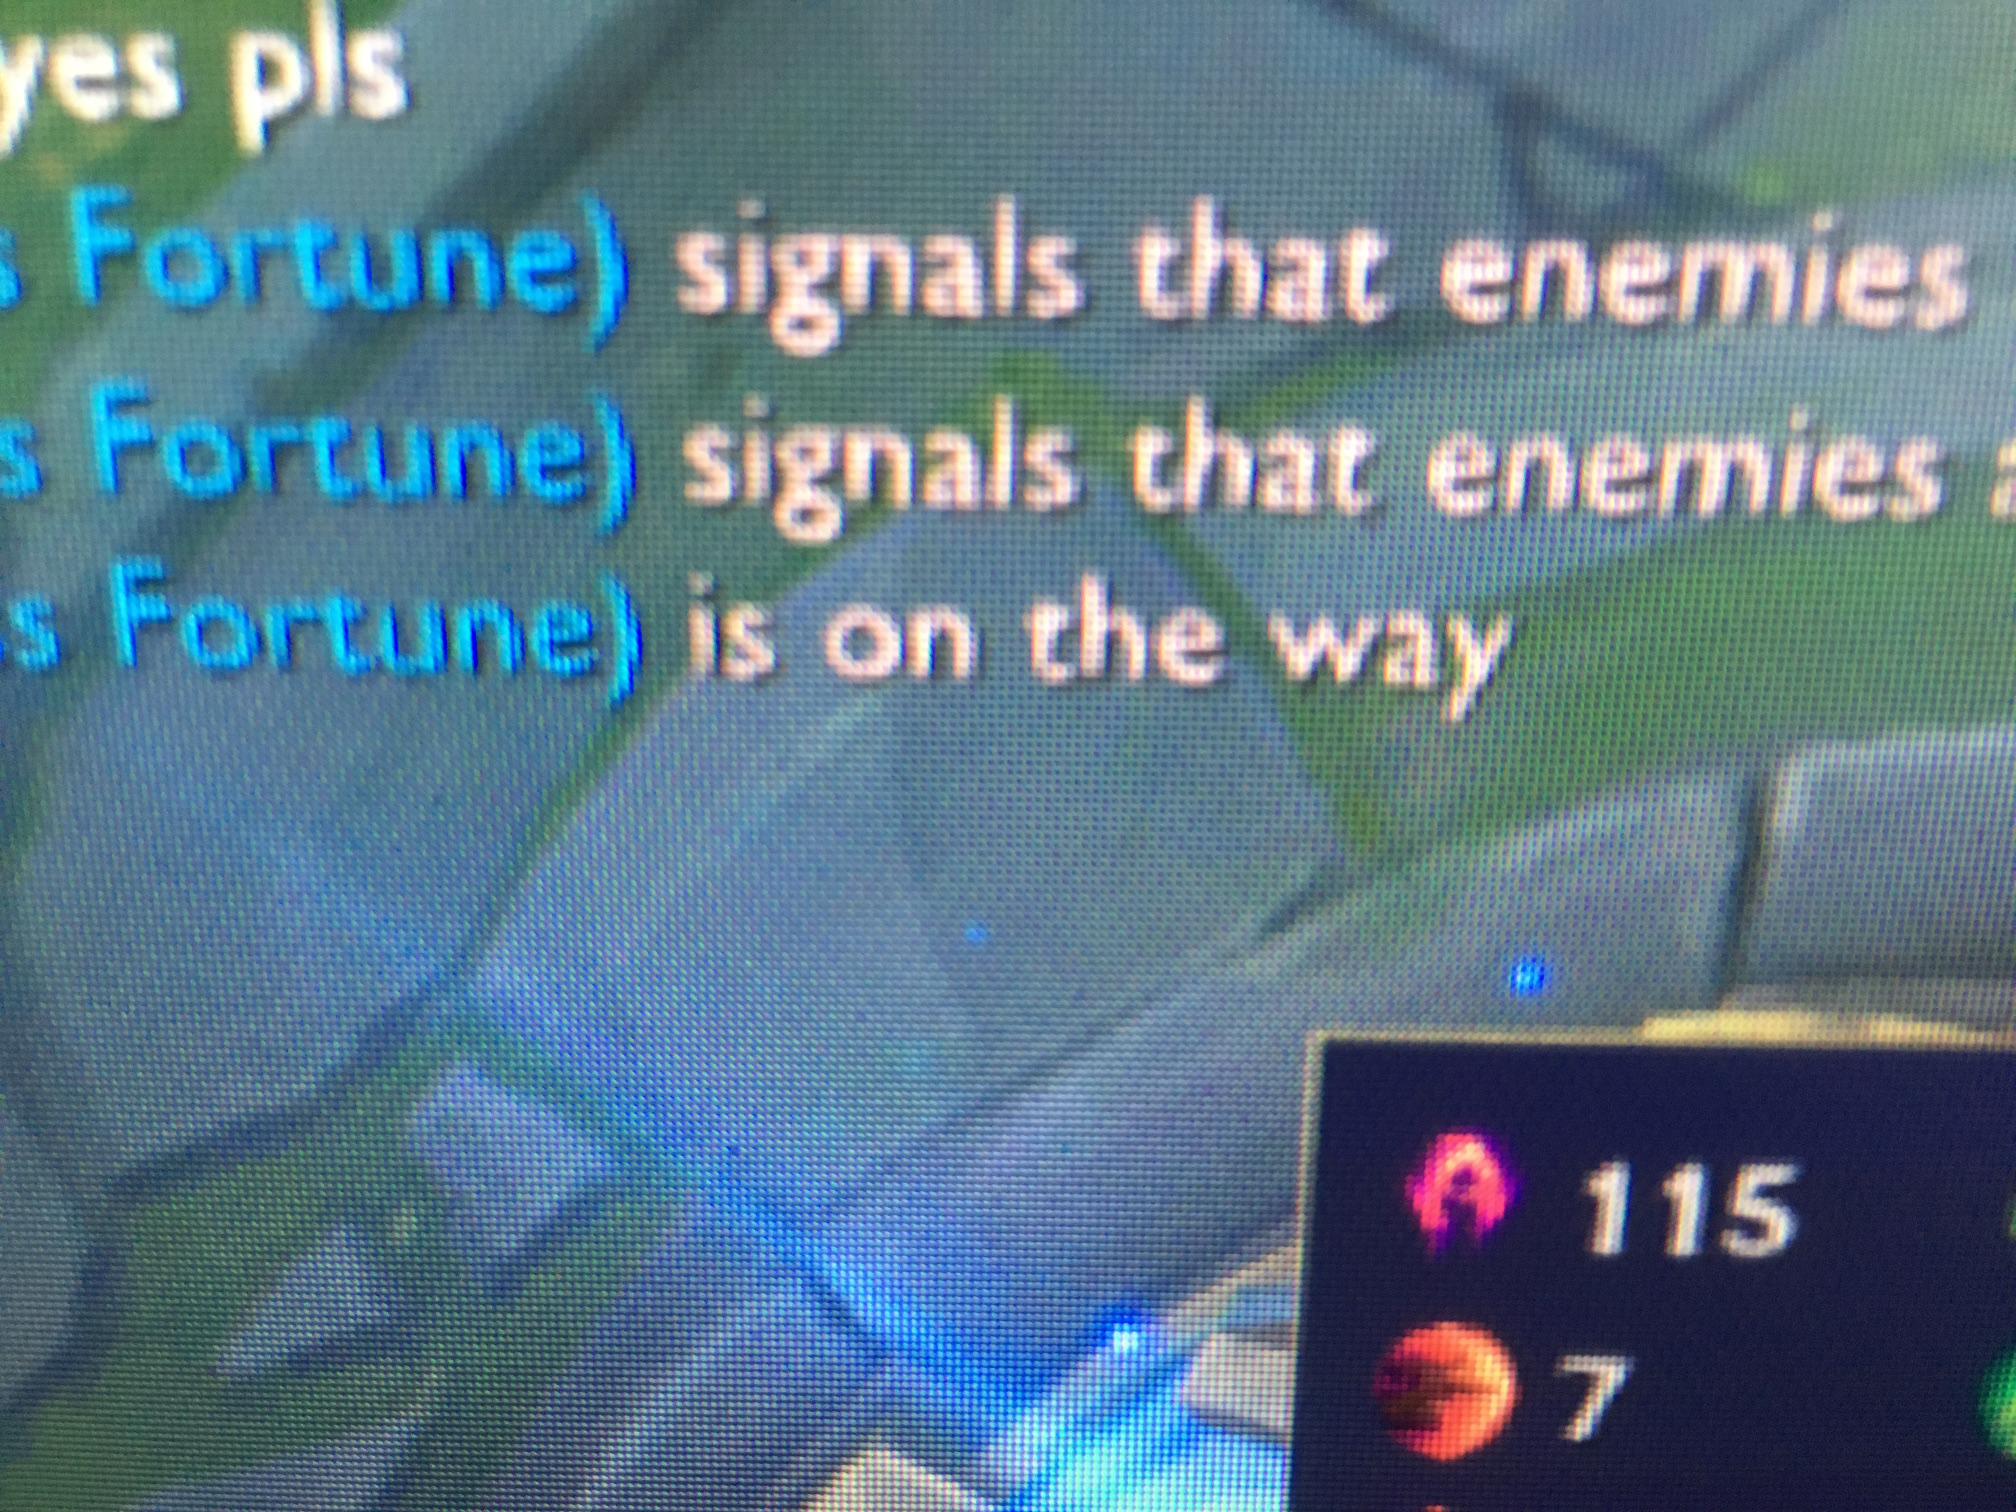 yes pls
s Fortune) signals that enemies
s Fortune) signals that enemies a
s Fortune) is on the way
115
7